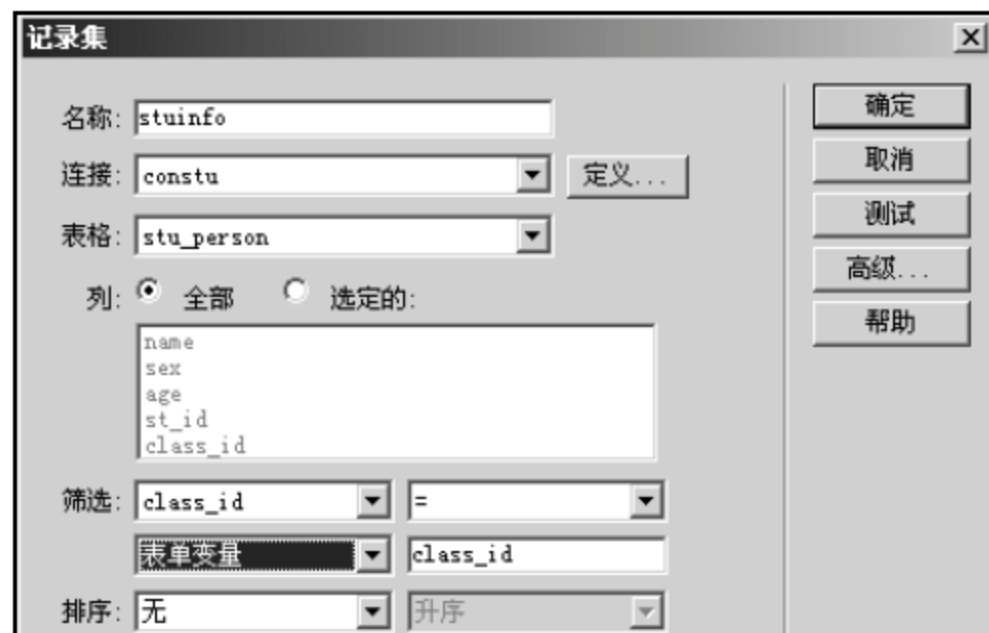 记录集
名称: stuinfo
确定
连接: constu 定义...
取消
表格: stu_person
测试
列: 全部 选定的:
高级...
帮助
name
sex
age
st_id
class_id
筛选: class_id =
表单变量 class_id
排序: 无 升序